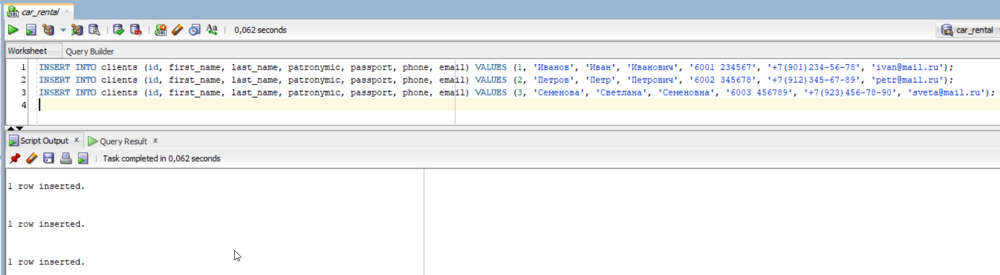 car_rental
0,062 seconds
car_rental
Worksheet Query Builder
1 INSERT INTO clients (id, first_name, last_name, patronymic, passport, phone, email) VALUES (1, 'Иванов', 'Иван', 'Иванович', '6001 234567', '+7(901)234-56-78', 'ivan@mail.ru');
2 INSERT INTO clients (id, first_name, last_name, patronymic, passport, phone, email) VALUES (2, 'Петров', 'Петр', 'Петрович', '6002 345678', '+7(912)345-67-89', 'petr@mail.ru');
3 INSERT INTO clients (id, first_name, last_name, patronymic, passport, phone, email) VALUES (3, 'Семенова', 'Светлана', 'Семеновна', '6003 456789', '+7(923)456-78-90', 'sveta@mail.ru');
4
Script Output x Query Result x
Task completed in 0,062 seconds
1 row inserted.
1 row inserted.
1 row inserted.